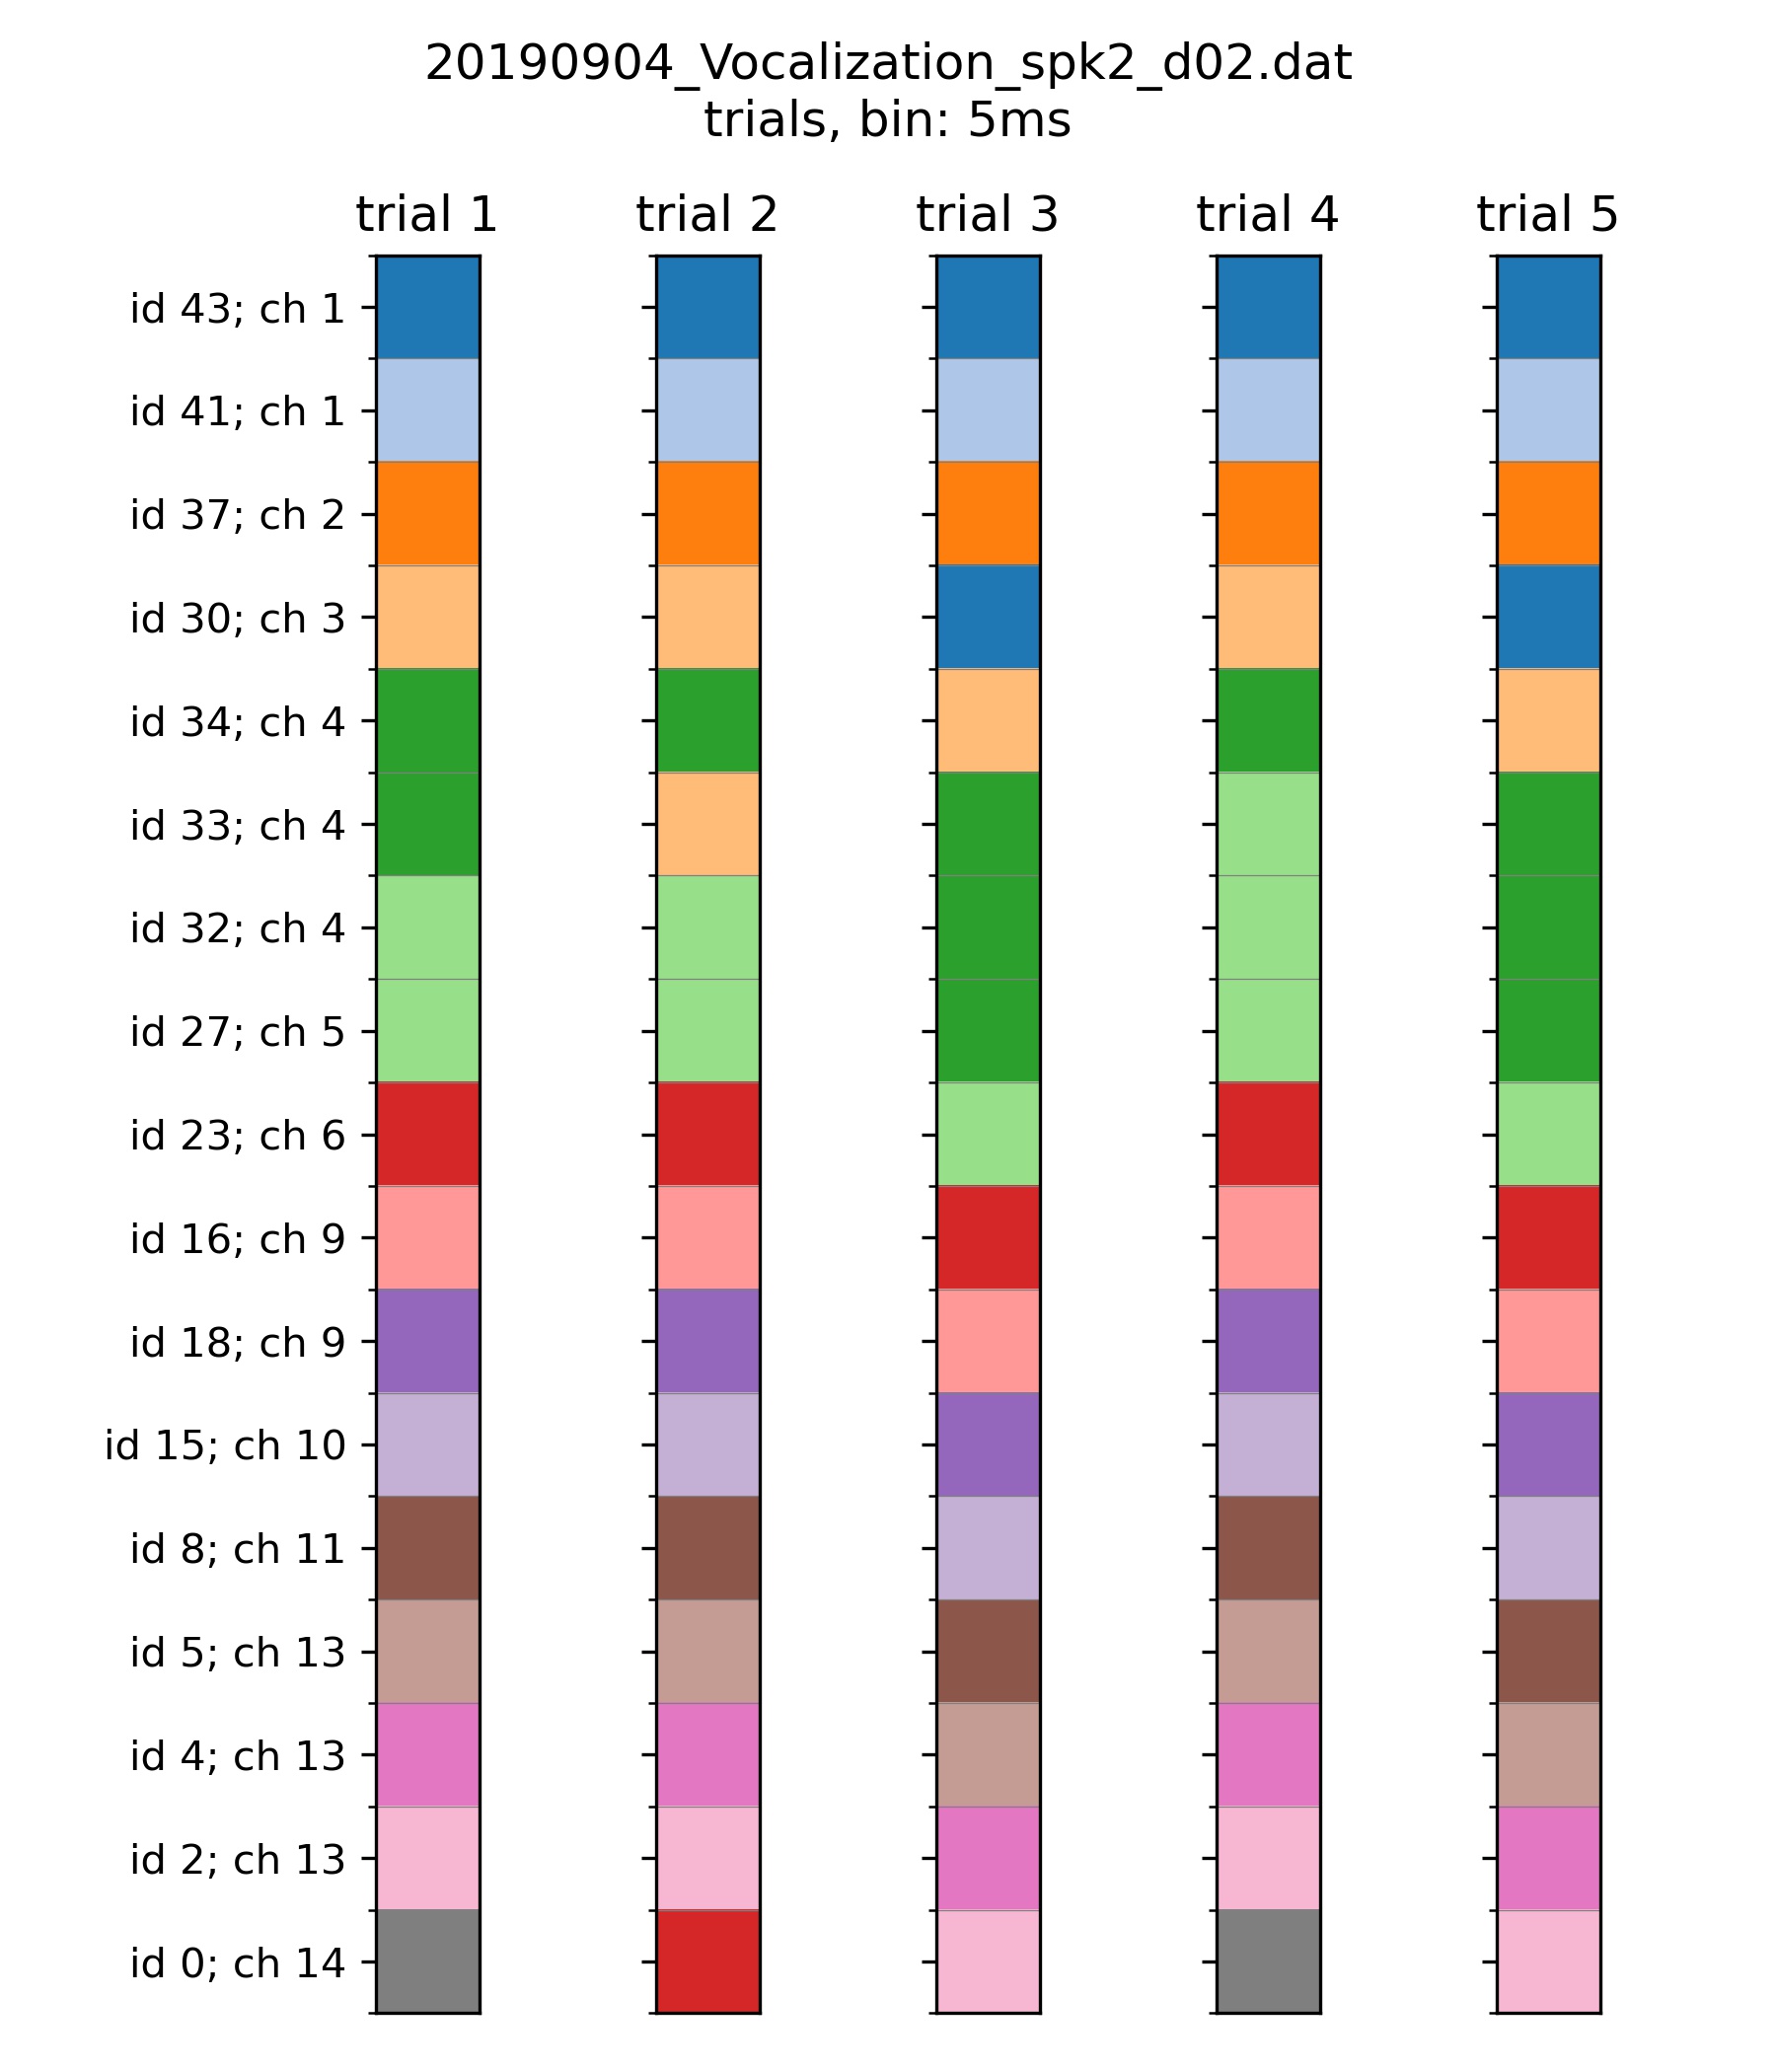 20190904_Vocalization_spk2_d02.dat
trials, bin: 5ms
trial 1 trial 2 trial 3 trial 4 trial 5
id 43; ch 1
id 41; ch 1
id 37; ch 2
id 30; ch 3
id 34; ch 4
id 33; ch 4
id 32; ch 4
id 27; ch 5
id 23; ch 6
id 16; ch 9
id 18; ch 9
id 15; ch 10
id 8; ch 11
id 5; ch 13
id 4; ch 13
id 2; ch 13
id 0; ch 14